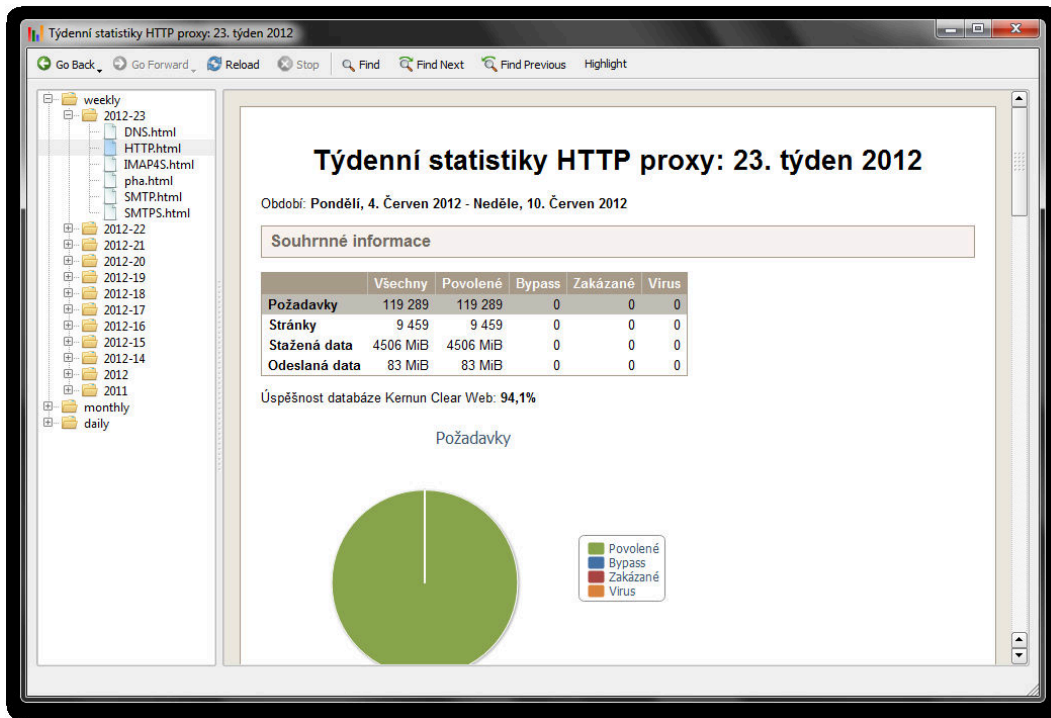 Týdenní statistiky HTTP proxy: 23. týden 2012
Go Back Go Forward Reload Stop Find Find Next Find Previous Highlight
weekly
2012-23
DNS.html
HTTP.html
IMAP4S.html
pha.html
SMTP.html
SMTPS.html
2012-22
2012-21
2012-20
2012-19
2012-18
2012-17
2012-16
2012-15
2012-14
2012
2011
monthly
daily
Týdenní statistiky HTTP proxy: 23. týden 2012
Období: Pondělí, 4. Červen 2012 - Neděle, 10. Červen 2012
Souhrnné informace
Všechny Povolené Bypass Zakázané Virus
Požadavky 119 289 119 289 0 0 0
Stránky 9 459 9 459 0 0 0
Stažená data 4506 MiB 4506 MiB 0 0 0
Odeslaná data 83 MiB 83 MiB 0 0 0
Úspěšnost databáze Kernun Clear Web: 94,1%
Požadavky
Povolené
Bypass
Zakázané
Virus